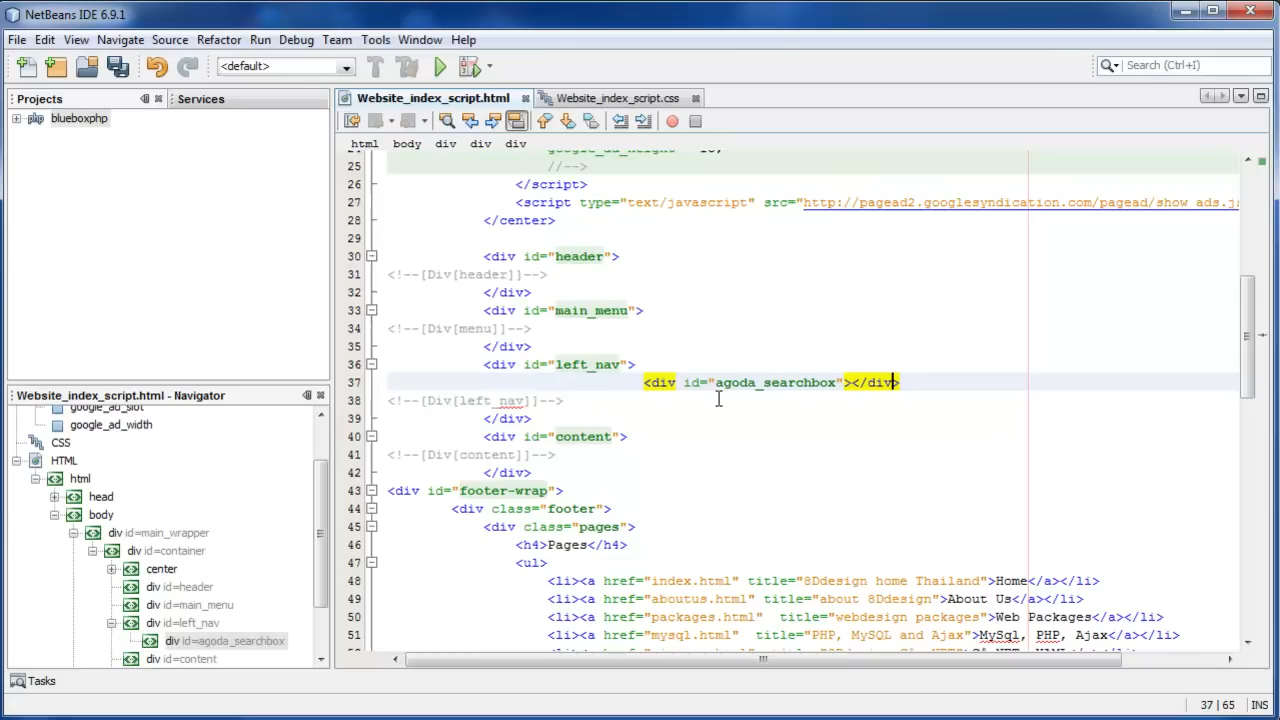 NetBeans IDE 6.9.1
File Edit View Navigate Source Refactor Run Debug Team Tools Window Help
<default>
Search (Ctrl+I)
Projects
Services
blueboxphp
Website_index_script.html
Website_index_script.css
html body div div div
25 //-->
26 </script>
27 <script type="text/javascript" src="http://pagead2.googlesyndication.com/pagead/show_ads.js
28 </center>
29
30 <div id="header">
31 <!--[Div[header]]-->
32 </div>
33 <div id="main_menu">
34 <!--[Div[menu]]-->
35 </div>
36 <div id="left_nav">
37 <div id="agoda_searchbox"></div>
38 <!--[Div[left_nav]]-->
39 </div>
40 <div id="content">
41 <!--[Div[content]]-->
42 </div>
43 <div id="footer-wrap">
44 <div class="footer">
45 <div class="pages">
46 <h4>Pages</h4>
47 <ul>
48 <li><a href="index.html" title="8Ddesign home Thailand">Home</a></li>
49 <li><a href="aboutus.html" title="about 8Ddesign">About Us</a></li>
50 <li><a href="packages.html" title="webdesign packages">Web Packages</a></li>
51 <li><a href="mysql.html" title="PHP, MySQL and Ajax">MySql, PHP, Ajax</a></li>
Website_index_script.html - Navigator
google_ad_slot
google_ad_width
CSS
HTML
html
head
body
div id=main_wrapper
div id=container
center
div id=header
div id=main_menu
div id=left_nav
div id=agoda_searchbox
div id=content
Tasks
37 | 65 INS